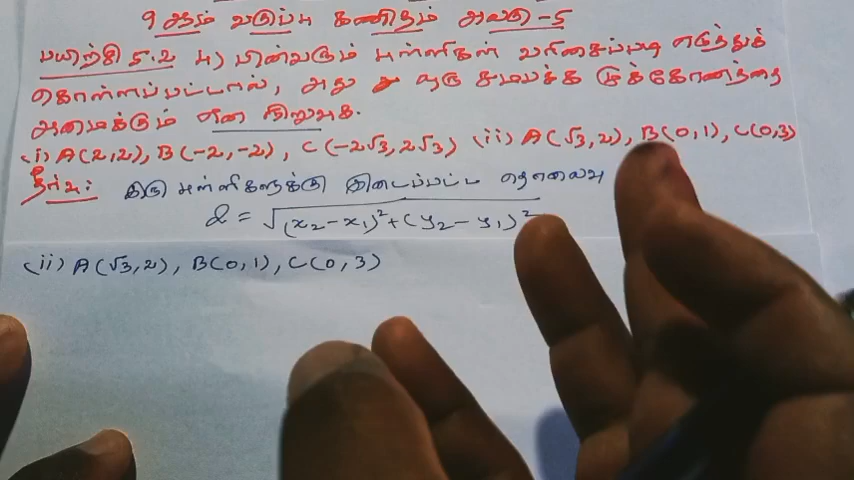 9 ஆம் வகுப்பு கணிதம் அலகு -5
பயிற்சி 5.2 4) பின்வரும் புள்ளிகள் வரிசைப்படி எடுத்துக்
கொள்ளப்பட்டால், அது ஒரு சமபக்க முக்கோணத்தை
அமைக்கும் என நிறுவுக.
(i) A(2,2), B(-2,-2), C(-2√3, 2√3) (ii) A(√3,2), B(0,1), C(0,3)
தீர்வு: இரு புள்ளிகளுக்கு இடைப்பட்ட தொலைவு
d = √(x₂-x₁)²+(y₂-y₁)²
(ii) A(√3,2), B(0,1), C(0,3)